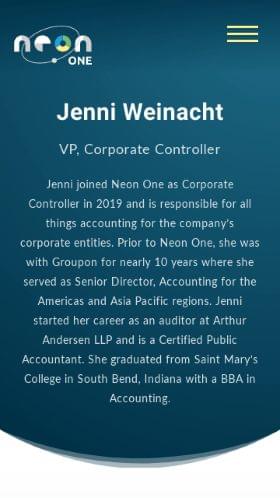 neon
ONE
Jenni Weinacht
VP, Corporate Controller
Jenni joined Neon One as Corporate
Controller in 2019 and is responsible for all
things accounting for the company's
corporate entities. Prior to Neon One, she was
with Groupon for nearly 10 years where she
served as Senior Director, Accounting for the
Americas and Asia Pacific regions. Jenni
started her career as an auditor at Arthur
Andersen LLP and is a Certified Public
Accountant. She graduated from Saint Mary's
College in South Bend, Indiana with a BBA in
Accounting.